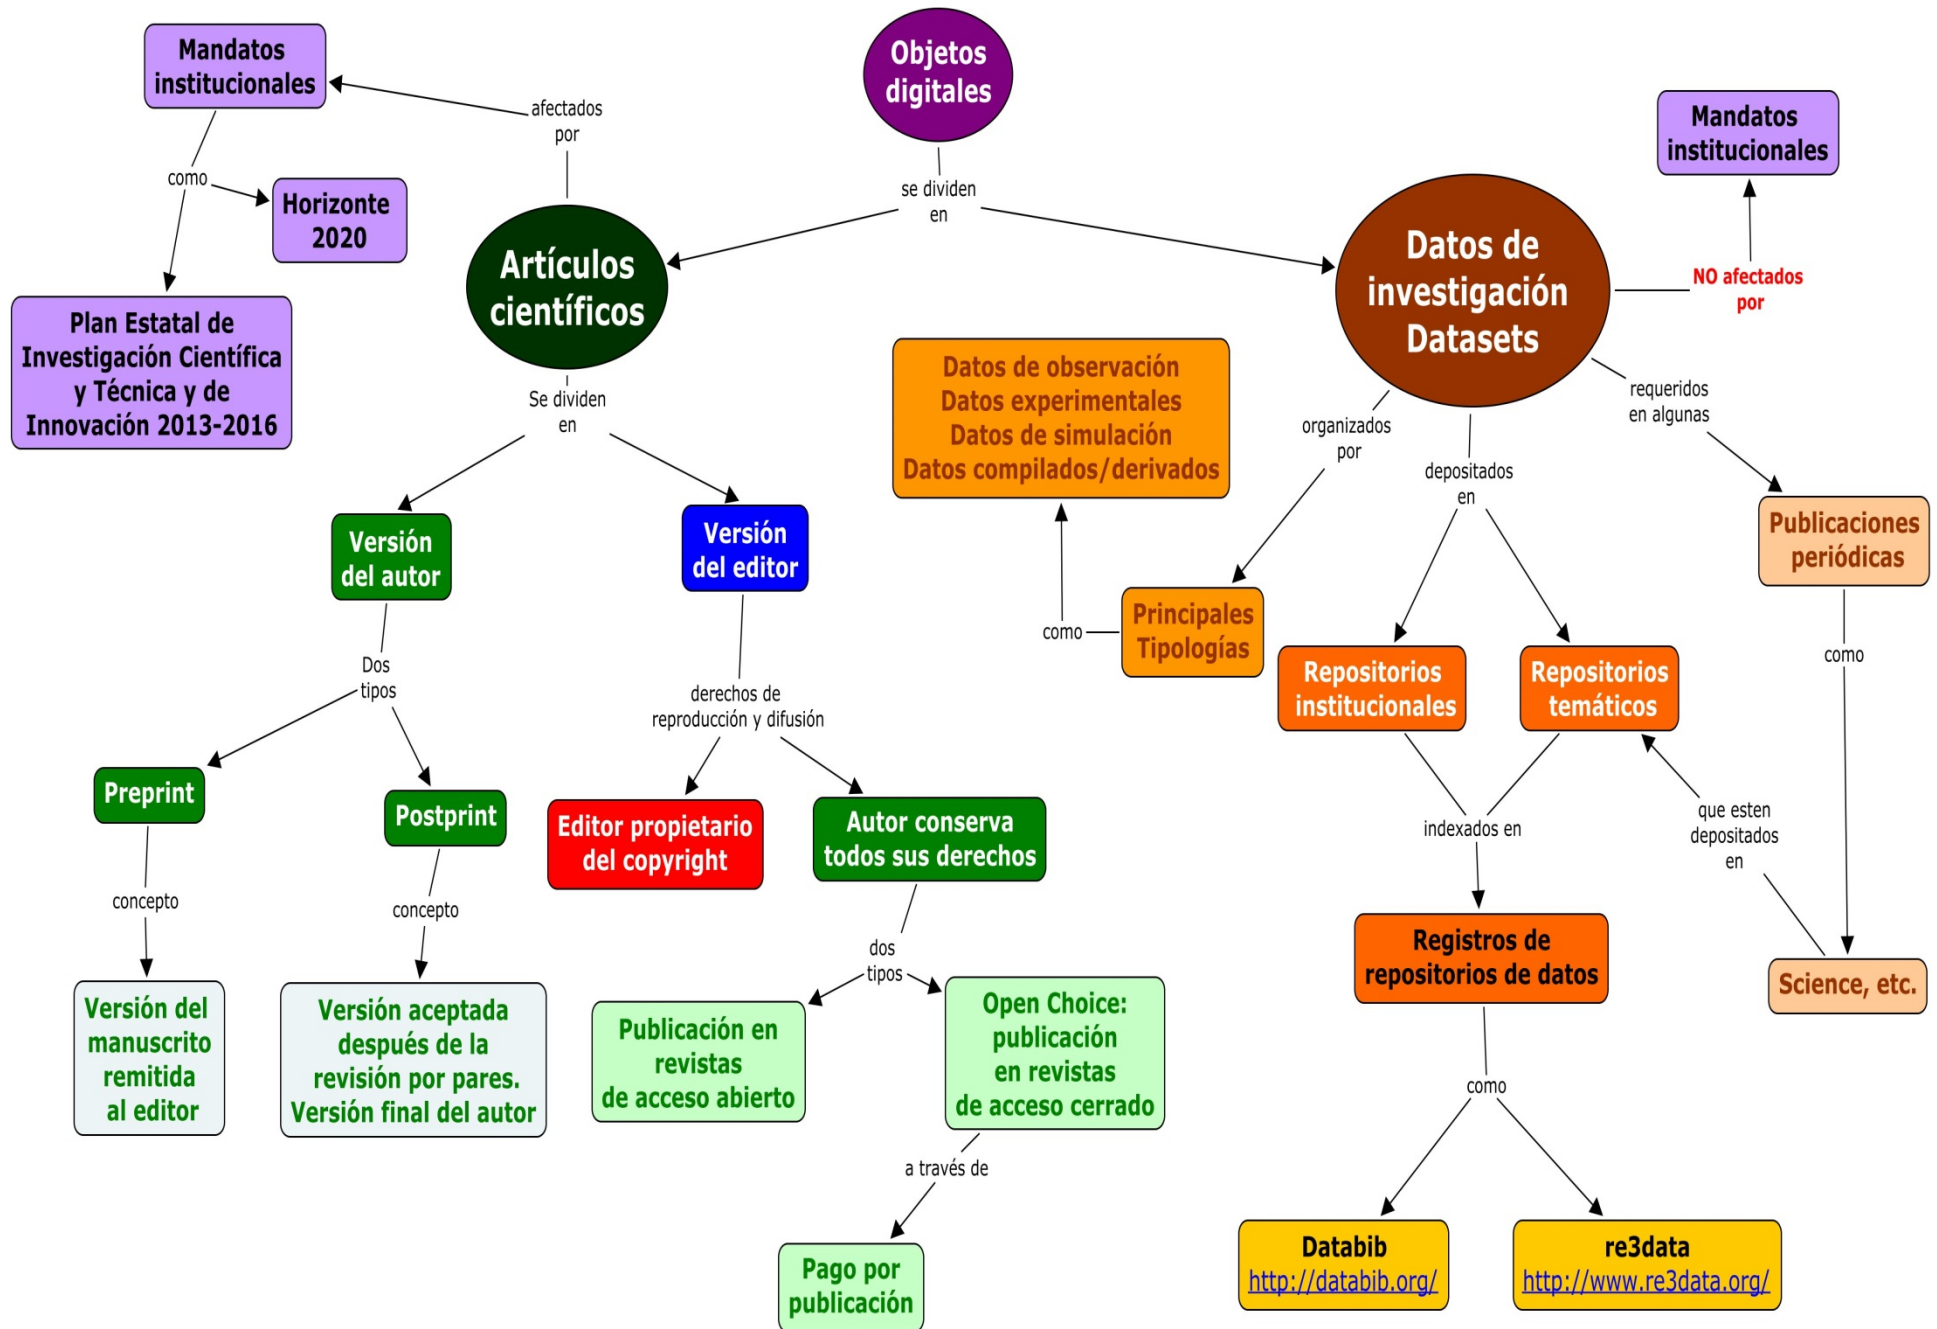 Objetos
digitales
se dividen
en
Mandatos
institucionales
afectados
por
como
Horizonte
2020
Plan Estatal de
Investigación Científica
y Técnica y de
Innovación 2013-2016
Artículos
científicos
Se dividen
en
Versión
del autor
Dos
tipos
Preprint
concepto
Versión del
manuscrito
remitida
al editor
Postprint
concepto
Versión aceptada
después de la
revisión por pares.
Versión final del autor
Versión
del editor
derechos de
reproducción y difusión
Editor propietario
del copyright
Autor conserva
todos sus derechos
dos
tipos
Publicación en
revistas
de acceso abierto
Open Choice:
publicación
en revistas
de acceso cerrado
a través de
Pago por
publicación
Datos de
investigación
Datasets
Mandatos
institucionales
NO afectados
por
organizados
por
Principales
Tipologías
como
Datos de observación
Datos experimentales
Datos de simulación
Datos compilados/derivados
depositados
en
Repositorios
institucionales
Repositorios
temáticos
indexados en
Registros de
repositorios de datos
como
Databib
http://databib.org/
re3data
http://www.re3data.org/
requeridos
en algunas
Publicaciones
periódicas
como
Science, etc.
que esten
depositados
en